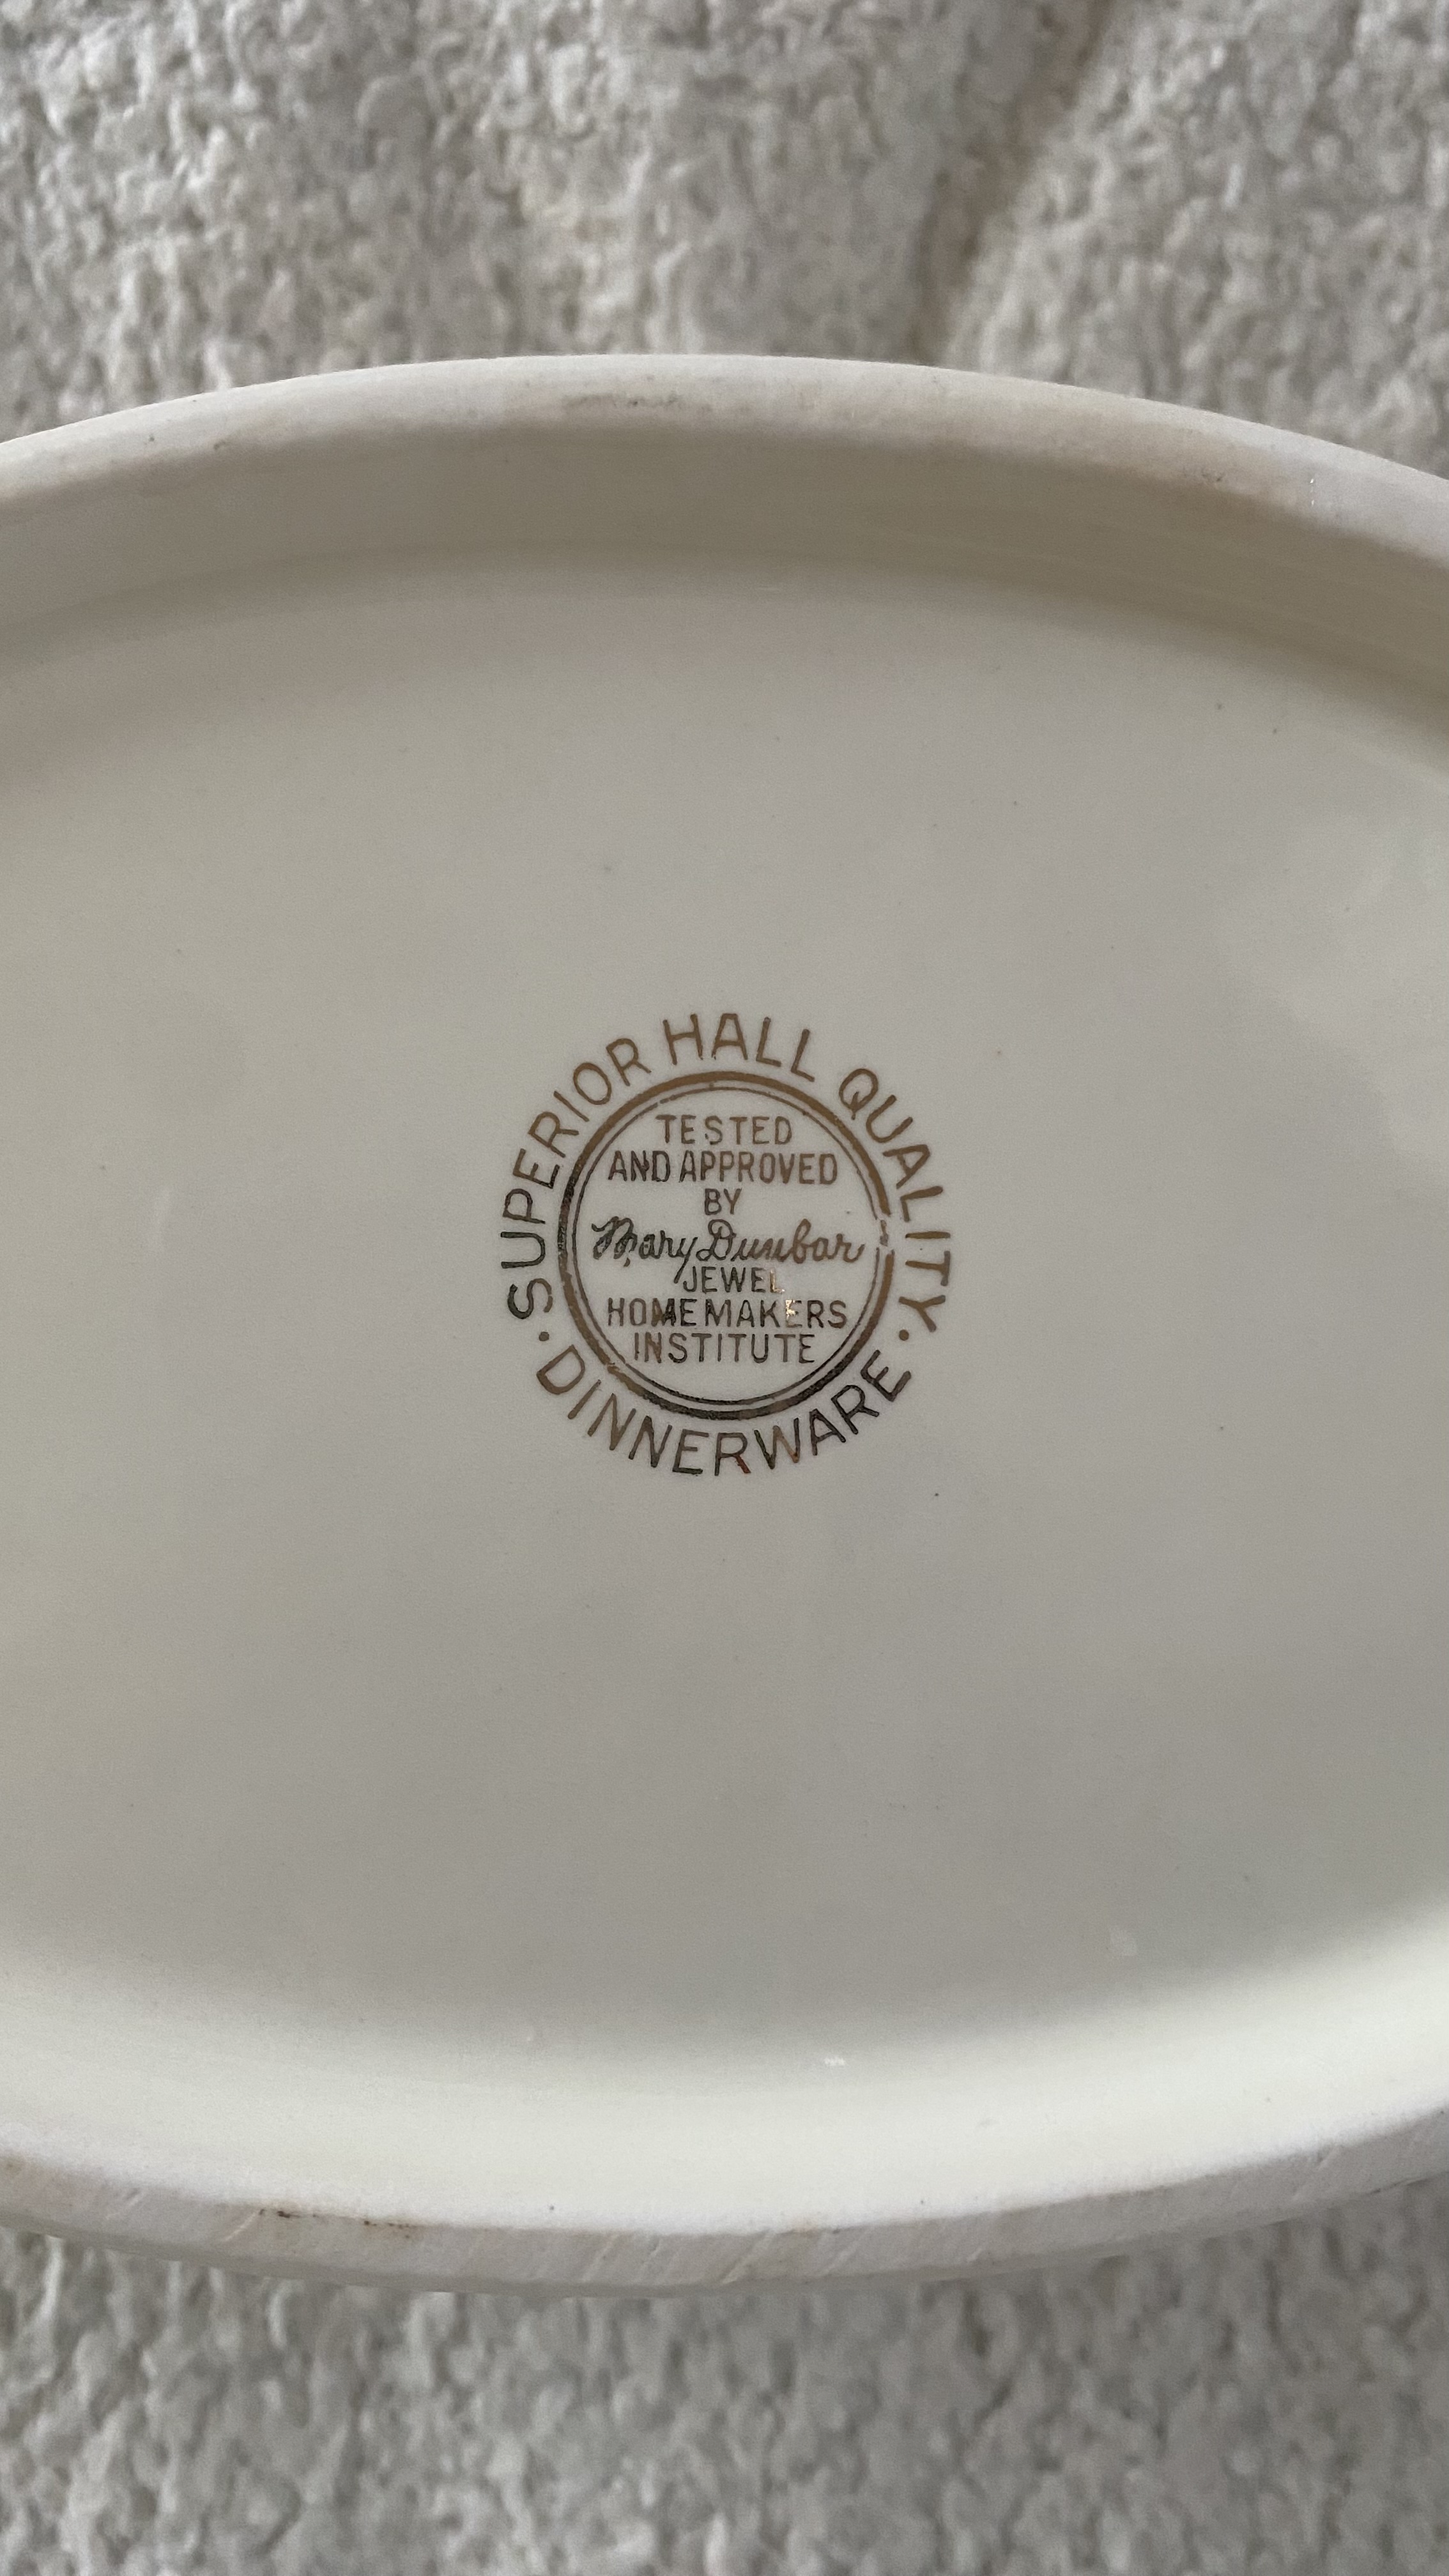 SUPERIOR HALL QUALITY
TESTED
AND APPROVED
BY
Mary Dunbar
JEWEL
HOMEMAKERS
INSTITUTE
· DINNERWARE ·